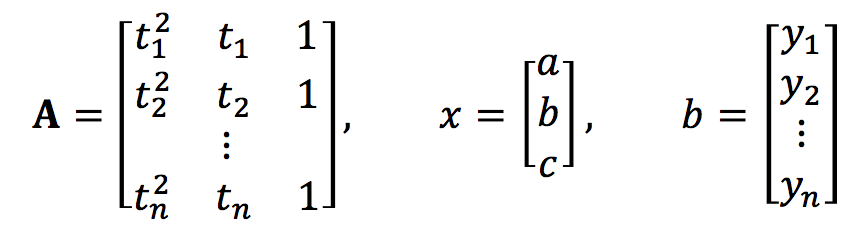 A = [ t₁² t₁ 1 ; t₂² t₂ 1 ; ⋮ ; tₙ² tₙ 1 ], x = [ a ; b ; c ], b = [ y₁ ; y₂ ; ⋮ ; yₙ ]